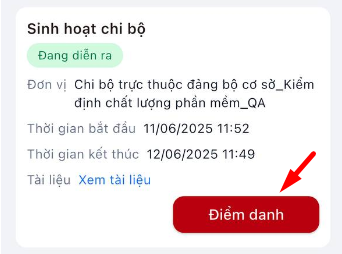 Sinh hoạt chi bộ
Đang diễn ra
Đơn vị Chi bộ trực thuộc đảng bộ cơ sở_Kiểm
định chất lượng phần mềm_QA
Thời gian bắt đầu 11/06/2025 11:52
Thời gian kết thúc 12/06/2025 11:49
Tài liệu Xem tài liệu
Điểm danh